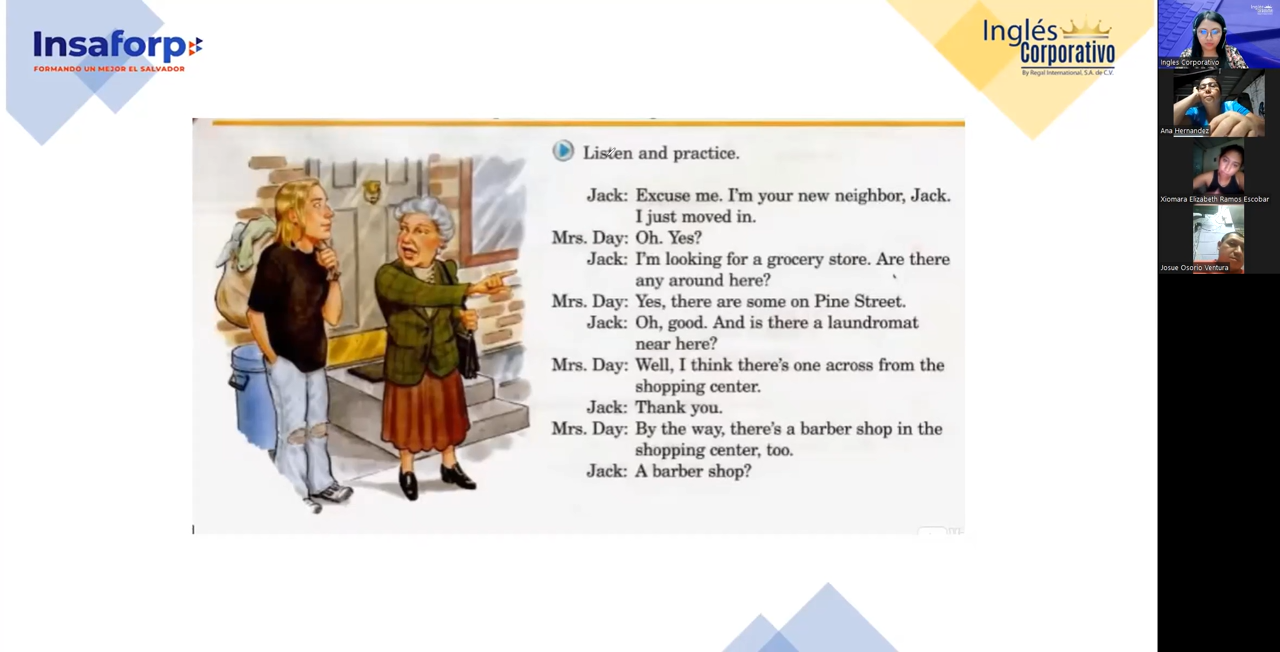 Insaforp
FORMANDO UN MEJOR EL SALVADOR
Inglés
Corporativo
By Regal International, S.A. de C.V.
Listen and practice.
Jack: Excuse me. I'm your new neighbor, Jack.
I just moved in.
Mrs. Day: Oh. Yes?
Jack: I'm looking for a grocery store. Are there
any around here?
Mrs. Day: Yes, there are some on Pine Street.
Jack: Oh, good. And is there a laundromat
near here?
Mrs. Day: Well, I think there's one across from the
shopping center.
Jack: Thank you.
Mrs. Day: By the way, there's a barber shop in the
shopping center, too.
Jack: A barber shop?
Ingles Corporativo
Ana Hernandez
Xiomara Elizabeth Ramos Escobar
Josue Osorio Ventura